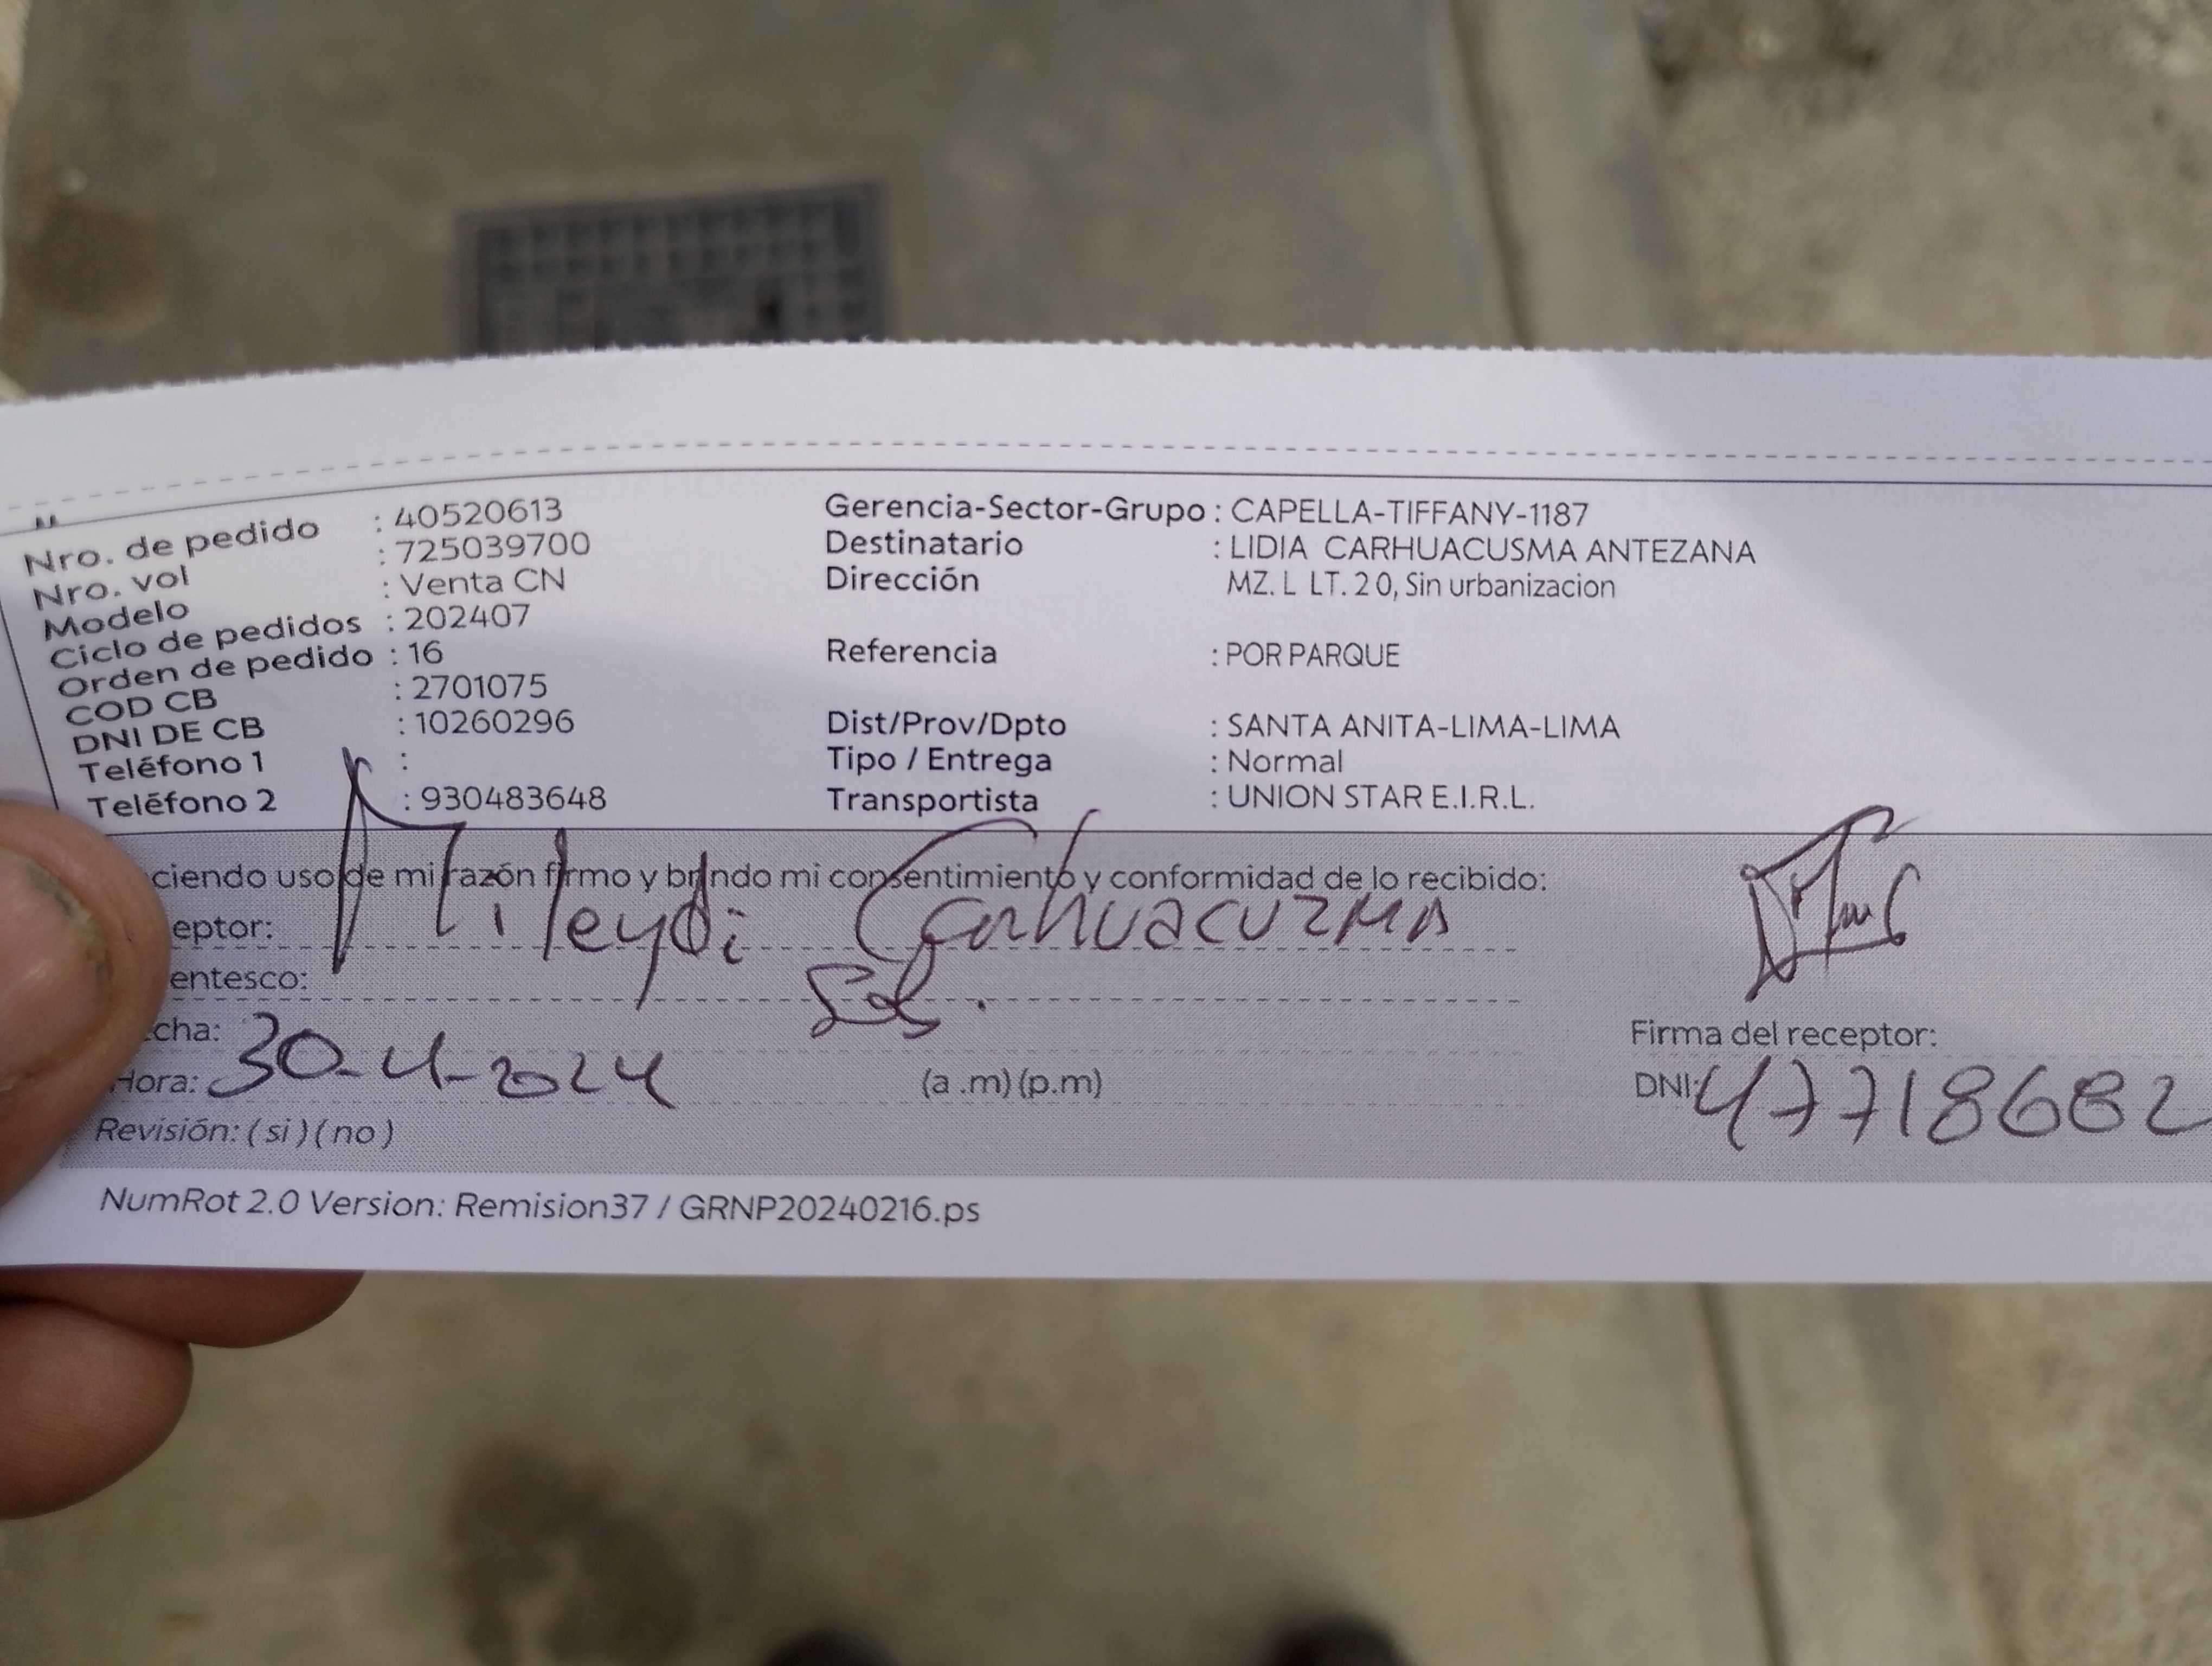 Nro. de pedido : 40520613
Nro. vol : 725039700
Modelo : Venta CN
Ciclo de pedidos : 202407
Orden de pedido : 16
COD CB : 2701075
DNI DE CB : 10260296
Teléfono 1 :
Teléfono 2 : 930483648
Gerencia-Sector-Grupo : CAPELLA-TIFFANY-1187
Destinatario : LIDIA CARHUACUSMA ANTEZANA
Dirección MZ. L LT. 2 0, Sin urbanizacion
Referencia : POR PARQUE
Dist/Prov/Dpto : SANTA ANITA-LIMA-LIMA
Tipo / Entrega : Normal
Transportista : UNION STAR E.I.R.L.
ciendo uso de mi razón firmo y brindo mi consentimiento y conformidad de lo recibido:
eptor: Mileydi Carhuacuzma
entesco:
cha: 30-4-2024
Hora: (a .m) (p.m)
Revisión: ( si ) ( no )
Firma del receptor:
DNI: 47718682
NumRot 2.0 Version: Remision37 / GRNP20240216.ps